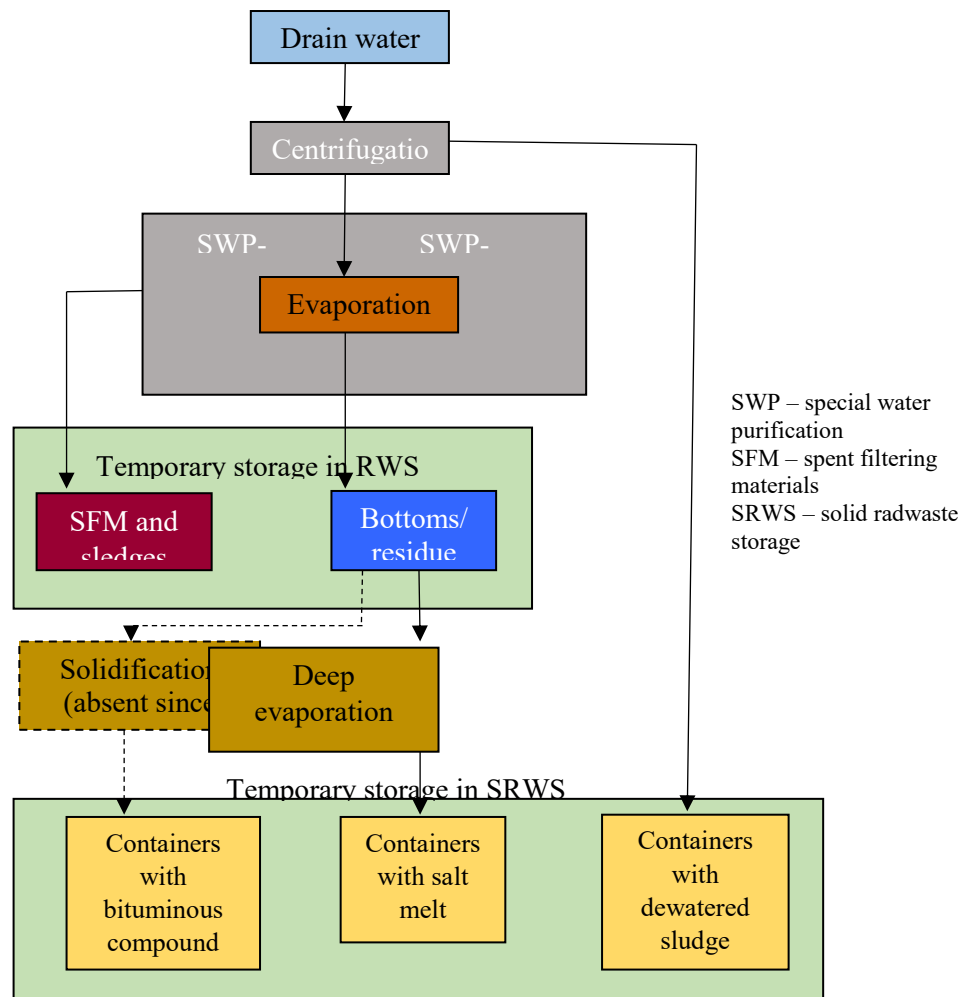 Drain water
Centrifugatio
SWP-
SWP-
Evaporation
SWP – special water
purification
SFM – spent filtering
materials
SRWS – solid radwaste
storage
Temporary storage in RWS
SFM and
sledges
Bottoms/
residue
Solidification
(absent since
Deep
evaporation
Temporary storage in SRWS
Containers
with
bituminous
compound
Containers
with salt
melt
Containers
with
dewatered
sludge